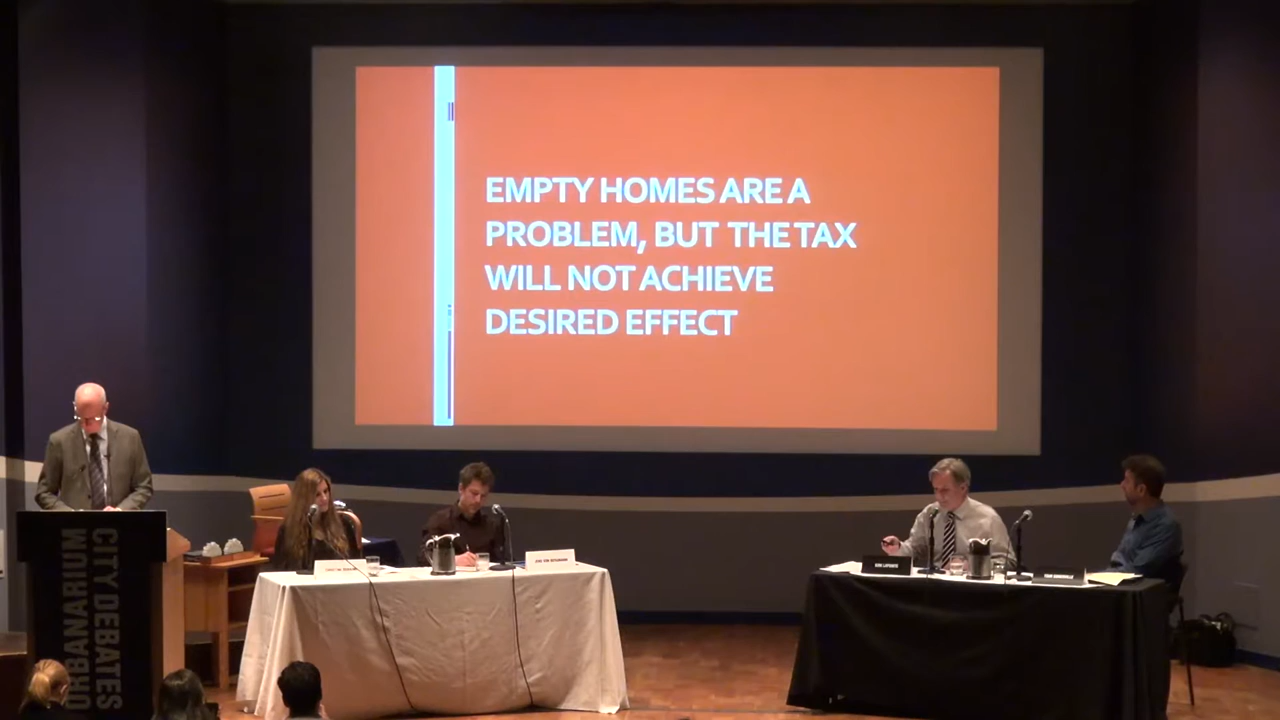 EMPTY HOMES ARE A
PROBLEM, BUT THE TAX
WILL NOT ACHIEVE
DESIRED EFFECT
URBANARIUM
CITY DEBATES